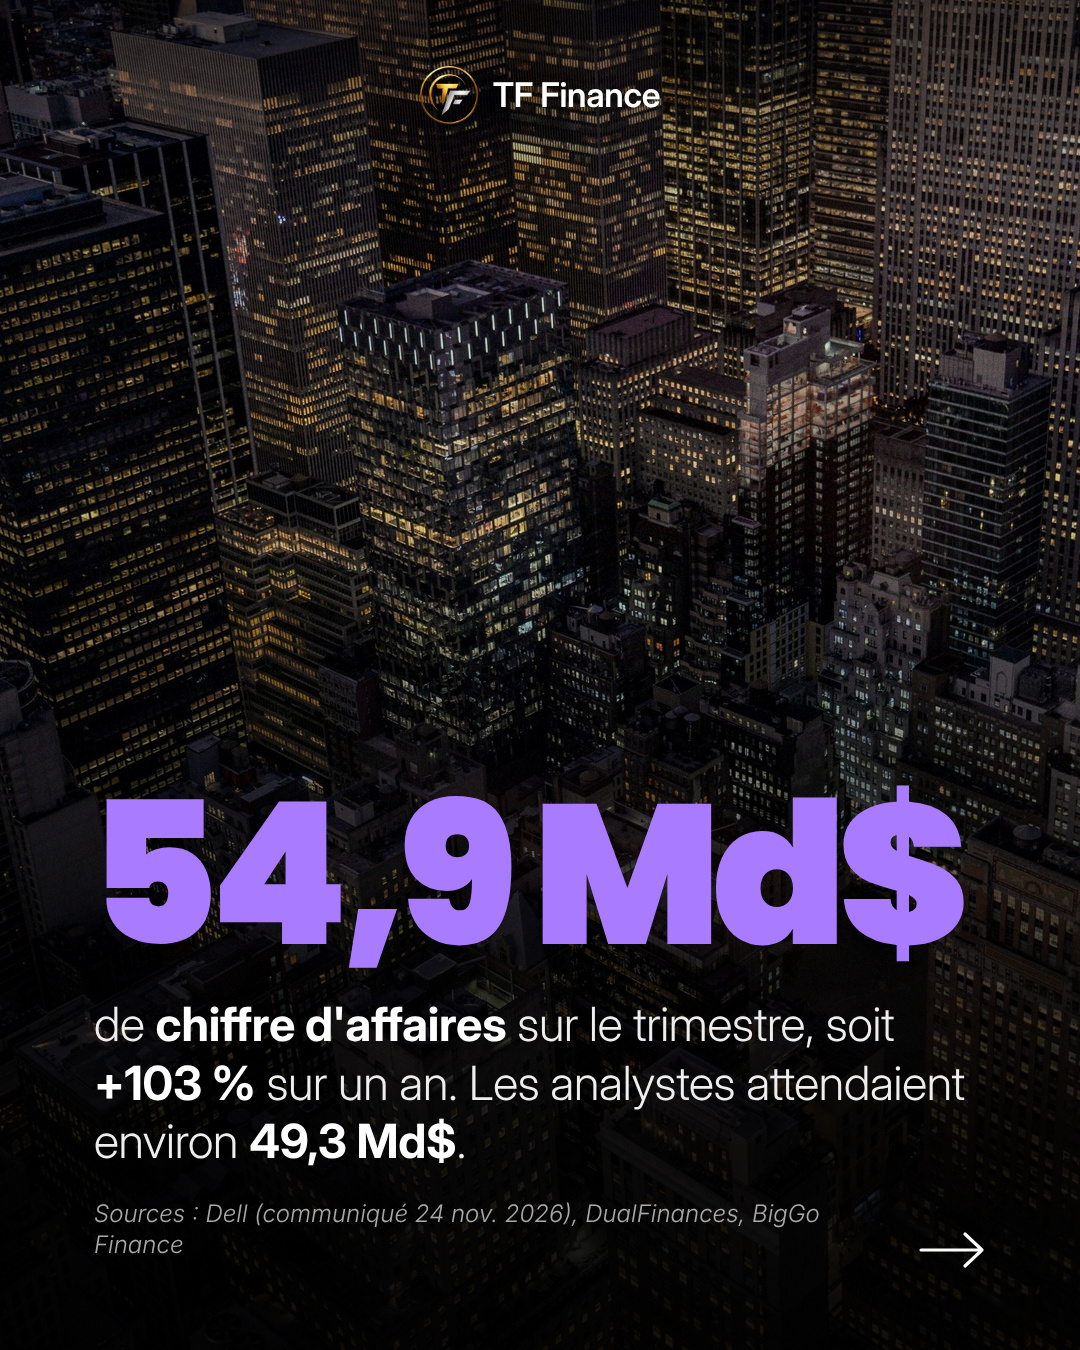 TF Finance
54,9 Md$
de chiffre d'affaires sur le trimestre, soit
+103 % sur un an. Les analystes attendaient
environ 49,3 Md$.
Sources : Dell (communiqué 24 nov. 2026), DualFinances, BigGo
Finance